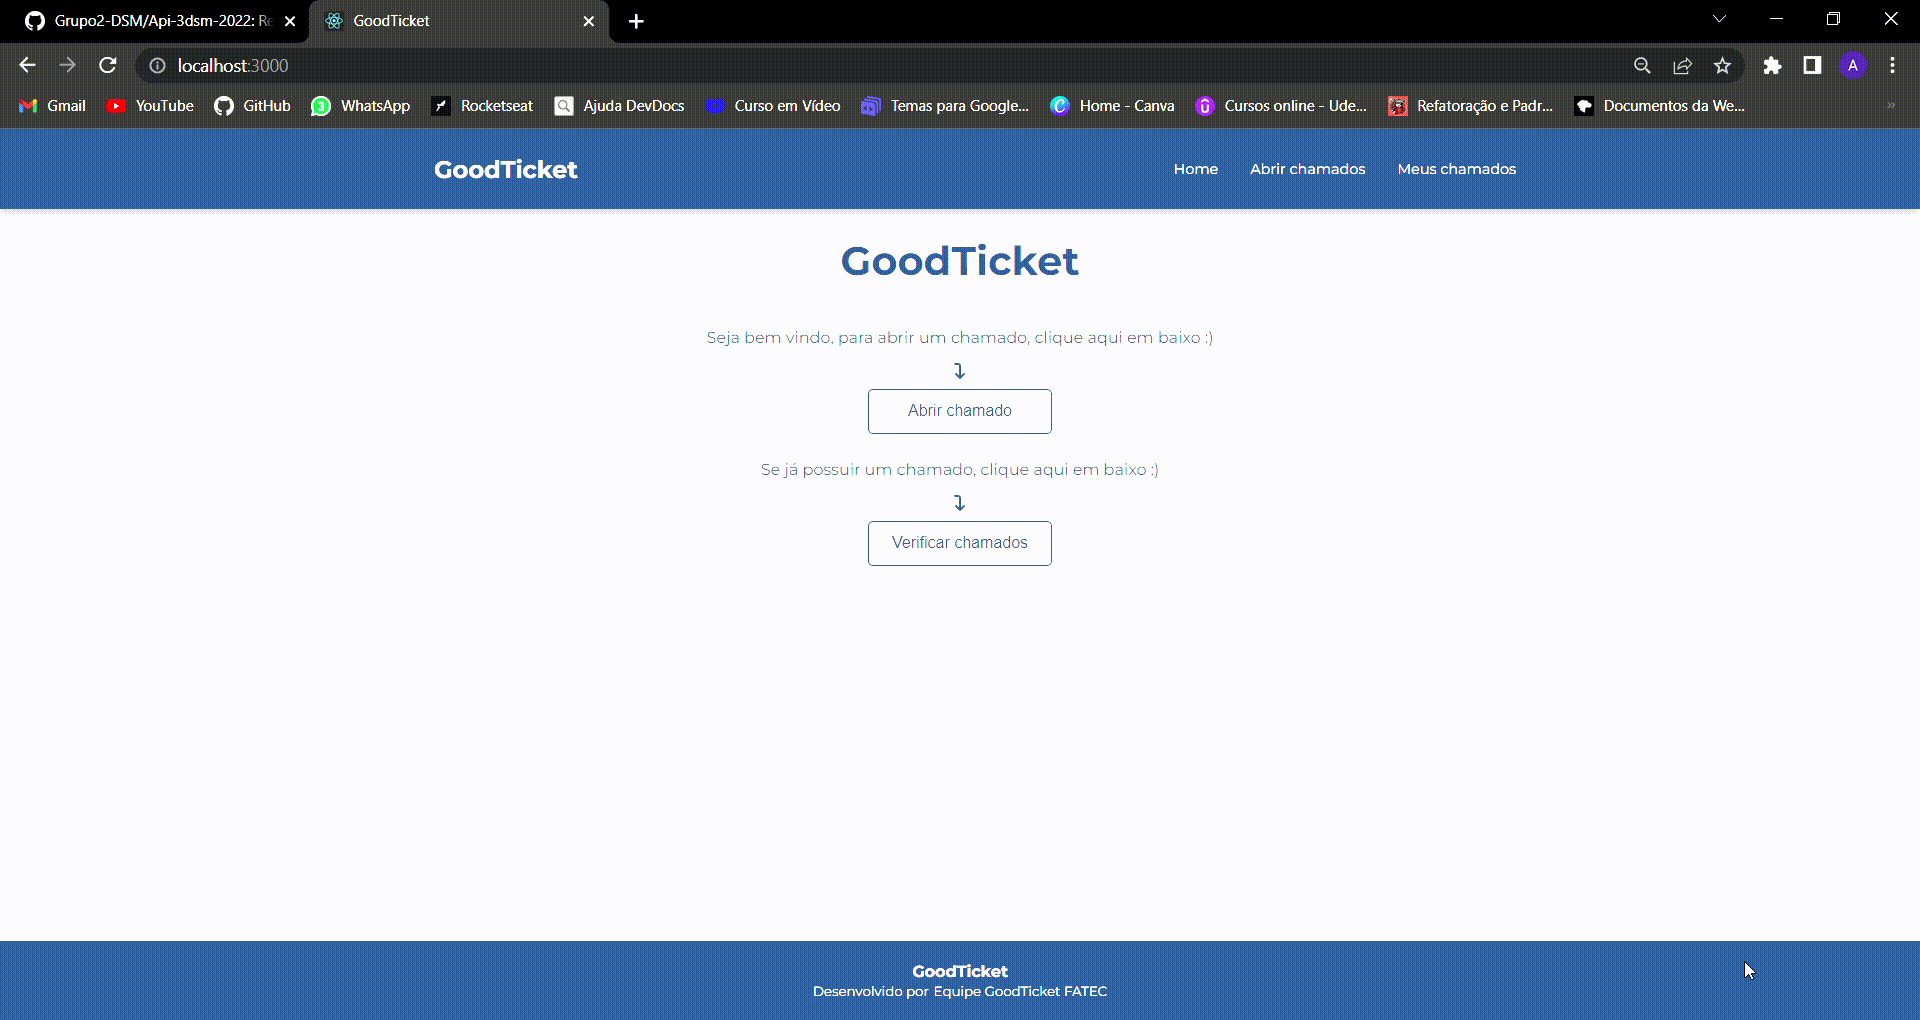 Grupo2-DSM/Api-3dsm-2022: Re
GoodTicket
localhost:3000
A
Gmail
YouTube
GitHub
WhatsApp
Rocketseat
Ajuda DevDocs
Curso em Vídeo
Temas para Google...
Home - Canva
Cursos online - Ude...
Refatoração e Padr...
Documentos da We...
GoodTicket
Home
Abrir chamados
Meus chamados
GoodTicket
Seja bem vindo, para abrir um chamado, clique aqui em baixo :)
Abrir chamado
Se já possuir um chamado, clique aqui em baixo :)
Verificar chamados
GoodTicket
Desenvolvido por Equipe GoodTicket FATEC